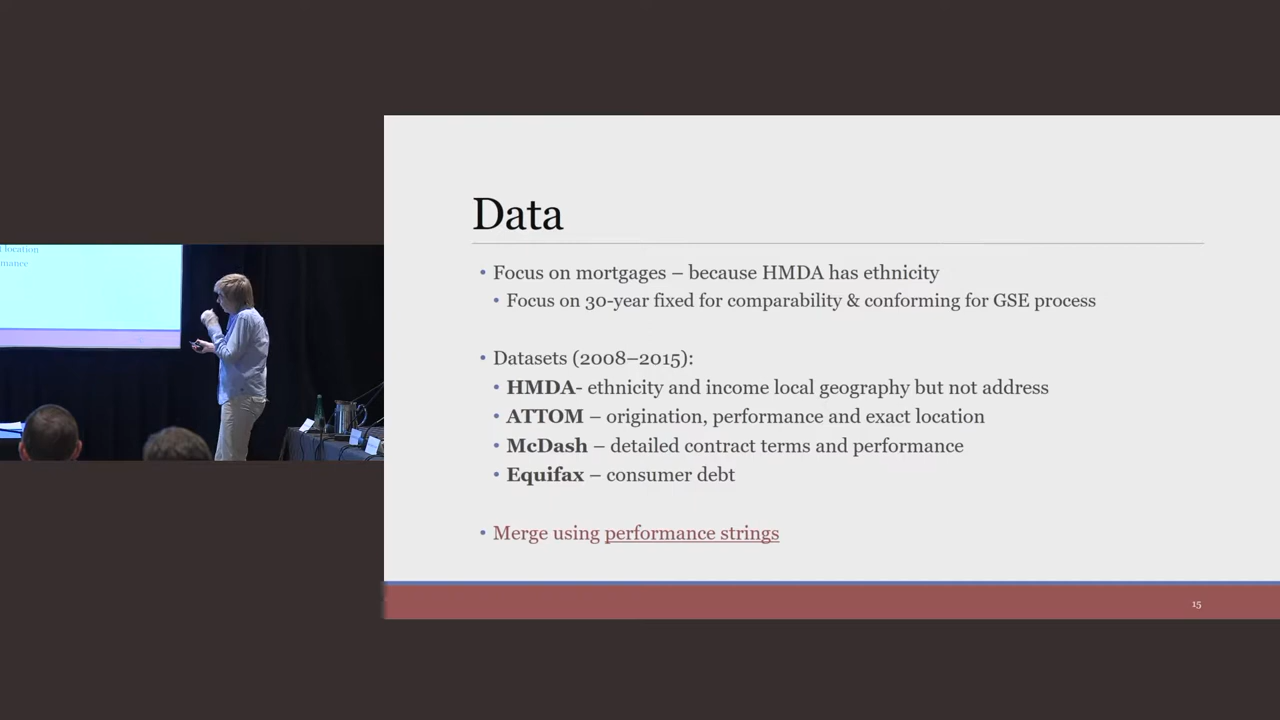 location
mance
Data
• Focus on mortgages – because HMDA has ethnicity
• Focus on 30-year fixed for comparability & conforming for GSE process
• Datasets (2008–2015):
• HMDA- ethnicity and income local geography but not address
• ATTOM – origination, performance and exact location
• McDash – detailed contract terms and performance
• Equifax – consumer debt
• Merge using performance strings
15